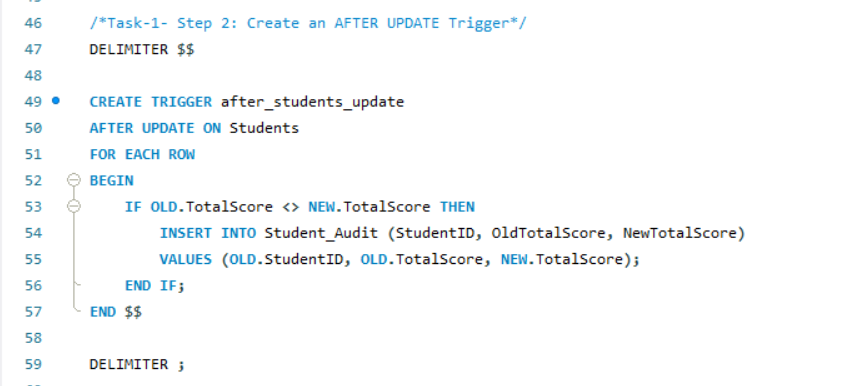 46 /*Task-1- Step 2: Create an AFTER UPDATE Trigger*/
47 DELIMITER $$
48
49 CREATE TRIGGER after_students_update
50 AFTER UPDATE ON Students
51 FOR EACH ROW
52 BEGIN
53 IF OLD.TotalScore <> NEW.TotalScore THEN
54 INSERT INTO Student_Audit (StudentID, OldTotalScore, NewTotalScore)
55 VALUES (OLD.StudentID, OLD.TotalScore, NEW.TotalScore);
56 END IF;
57 END $$
58
59 DELIMITER ;